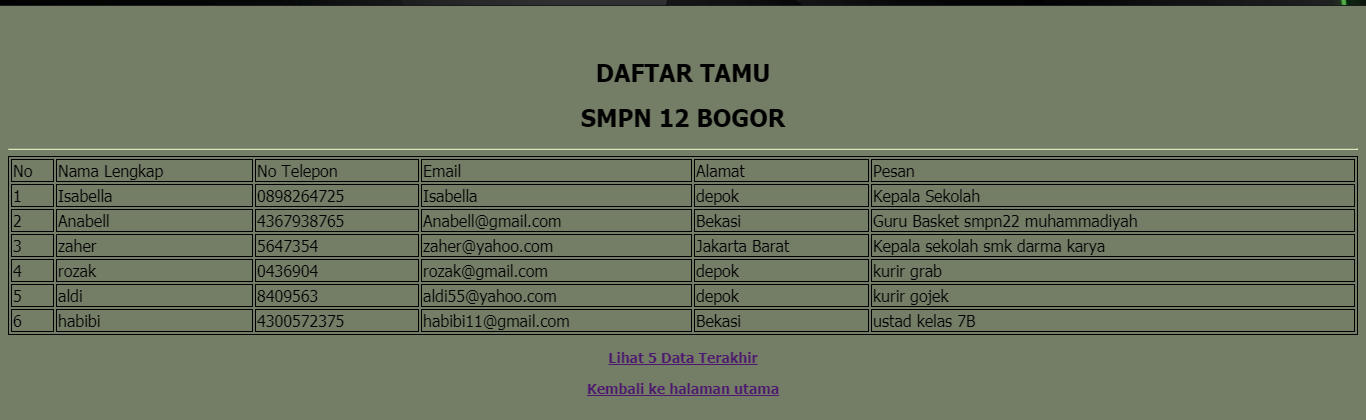 DAFTAR TAMU
SMPN 12 BOGOR
No Nama Lengkap No Telepon Email Alamat Pesan
1 Isabella 0898264725 Isabella depok Kepala Sekolah
2 Anabell 4367938765 Anabell@gmail.com Bekasi Guru Basket smpn22 muhammadiyah
3 zaher 5647354 zaher@yahoo.com Jakarta Barat Kepala sekolah smk darma karya
4 rozak 0436904 rozak@gmail.com depok kurir grab
5 aldi 8409563 aldi55@yahoo.com depok kurir gojek
6 habibi 4300572375 habibi11@gmail.com Bekasi ustad kelas 7B
Lihat 5 Data Terakhir
Kembali ke halaman utama